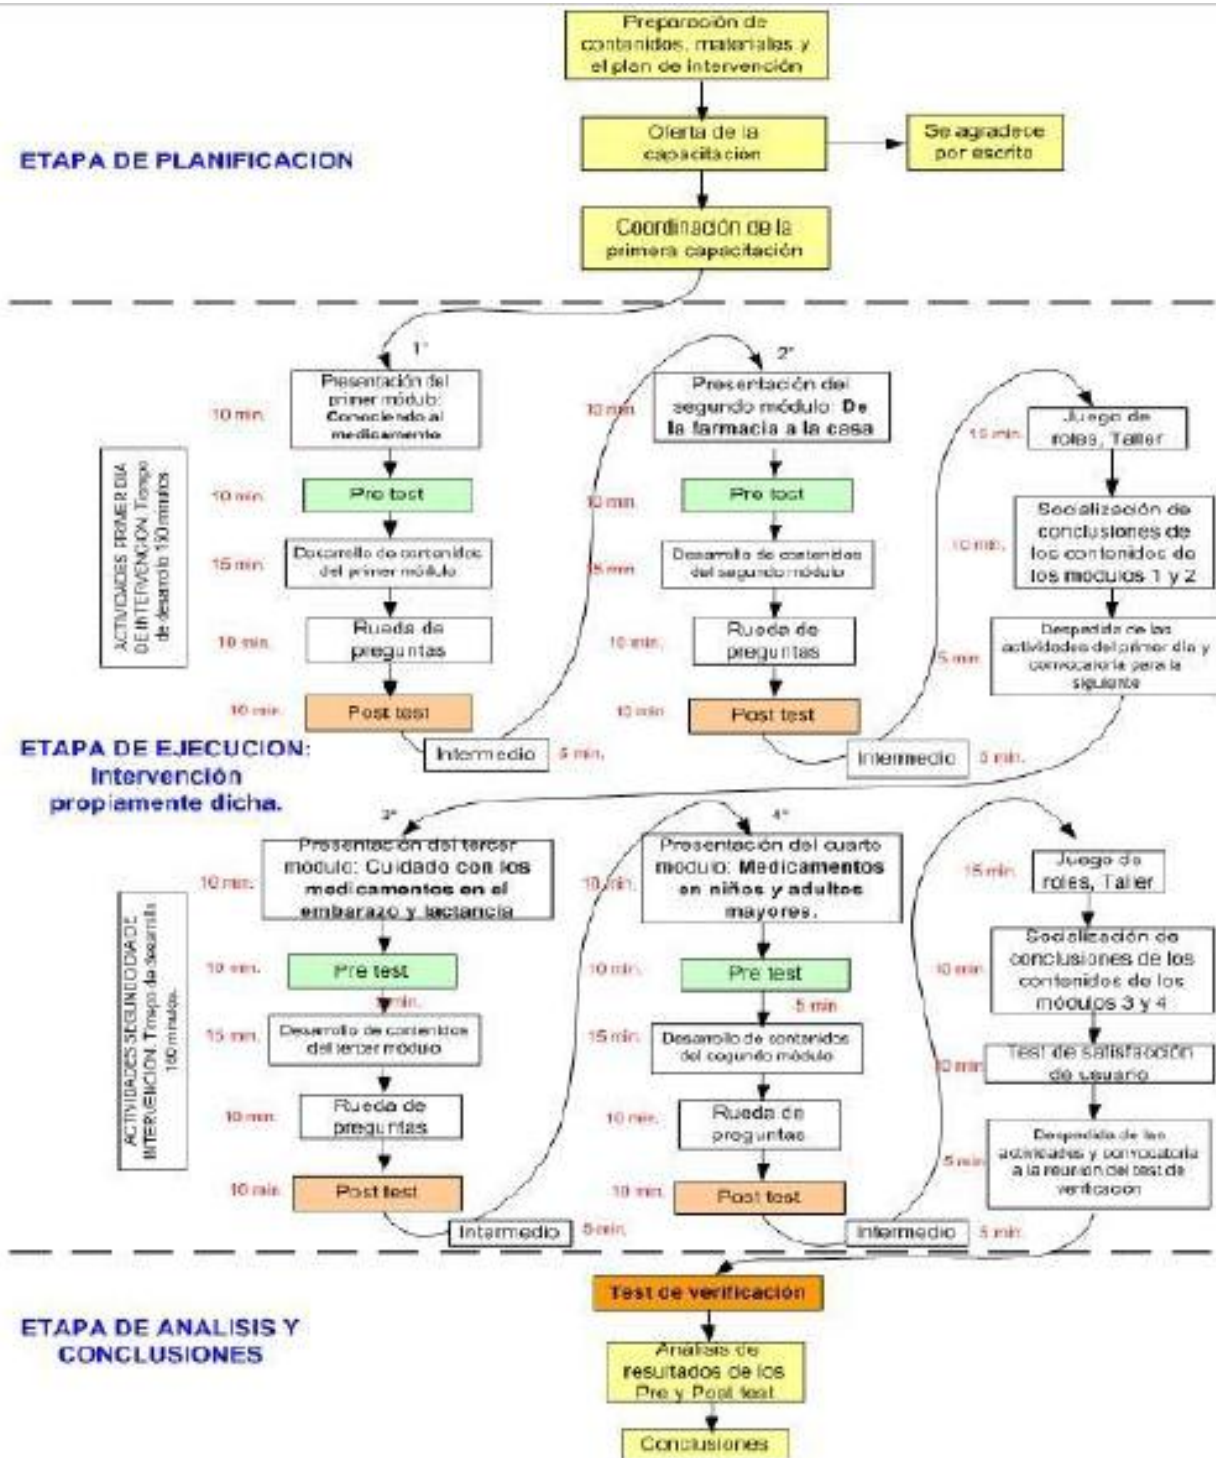 Preparación de
contenidos, materiales y
el plan de intervención
ETAPA DE PLANIFICACION
Oferta de la
capacitación
Se agradece
por escrito
Coordinación de la
primera capacitación
1°
Presentación del
primer módulo:
Conociendo al
medicamento
10 min.
Pre test
10 min.
Desarrollo de contenidos
del primer módulo
15 min.
Rueda de
preguntas
10 min.
Post test
10 min.
Intermedio
5 min.
ACTIVIDADES PRIMER DIA
DE INTERVENCION. Tiempo
de desarrollo 150 minutos
2°
Presentación del
segundo módulo: De
la farmacia a la casa
10 min.
Pre test
10 min.
Desarrollo de contenidos
del segundo módulo
15 min.
Rueda de
preguntas
10 min.
Post test
10 min.
Intermedio
5 min.
Juego de
roles, Taller
15 min.
Socialización de
conclusiones de
los contenidos de
los módulos 1 y 2
10 min.
Despedida de las
actividades del primer día y
convocatoria para la
siguiente
5 min.
ETAPA DE EJECUCION:
Intervención
propiamente dicha.
3°
Presentación del tercer
módulo: Cuidado con los
medicamentos en el
embarazo y lactancia
10 min.
Pre test
10 min.
min.
Desarrollo de contenidos
del tercer módulo
15 min.
Rueda de
preguntas
10 min.
Post test
10 min.
Intermedio
5 min.
ACTIVIDADES SEGUNDO DIA DE
INTERVENCION. Tiempo de desarrollo
160 minutos.
4°
Presentación del cuarto
módulo: Medicamentos
en niños y adultos
mayores.
10 min.
Pre test
10 min.
5 min
Desarrollo de contenidos
del segundo módulo
15 min.
Rueda de
preguntas
10 min.
Post test
10 min.
Intermedio
5 min.
Juego de
roles, Taller
15 min.
Socialización de
conclusiones de los
contenidos de los
módulos 3 y 4
10 min.
Test de satisfacción
de usuario
10 min
Despedida de las
actividades y convocatoria
a la reunión del test de
verificación
5 min.
Test de verificación
ETAPA DE ANALISIS Y
CONCLUSIONES
Análisis de
resultados de los
Pre y Post test
Conclusiones